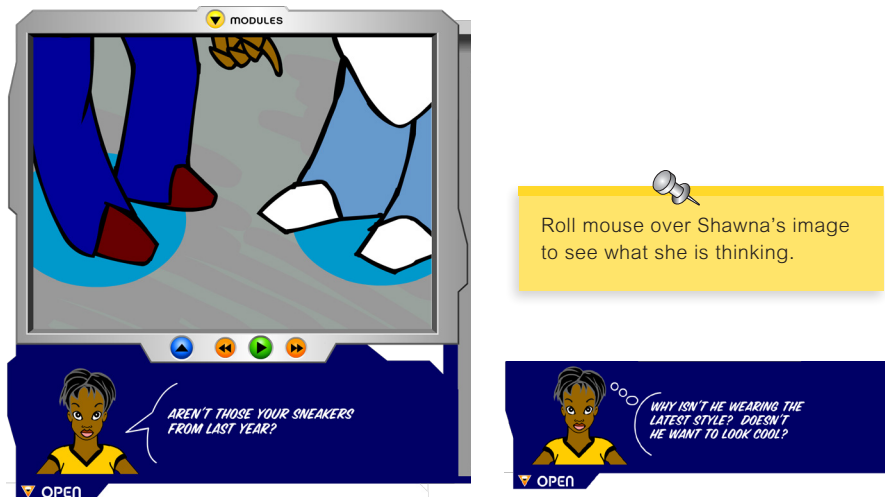 MODULES
AREN'T THOSE YOUR SNEAKERS
FROM LAST YEAR?
OPEN
Roll mouse over Shawna's image
to see what she is thinking.
WHY ISN'T HE WEARING THE
LATEST STYLE? DOESN'T
HE WANT TO LOOK COOL?
OPEN